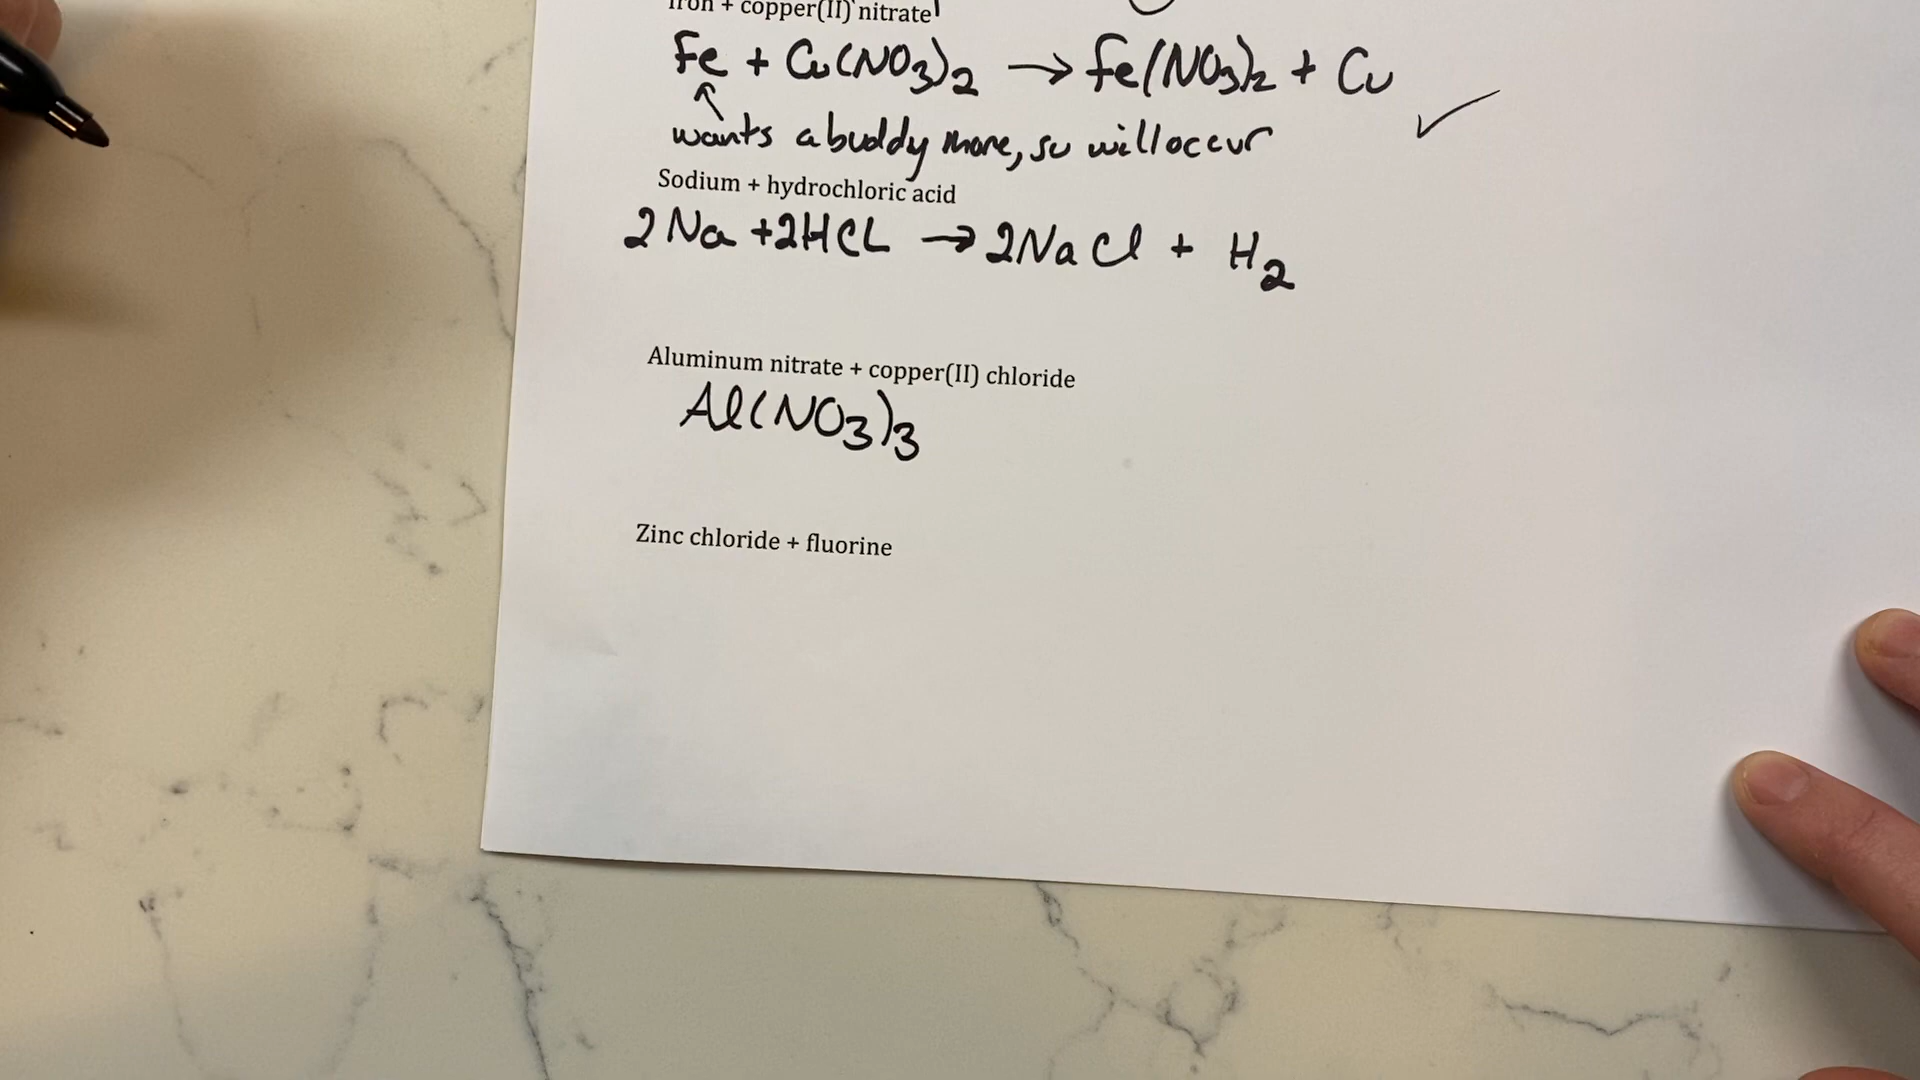 Iron + copper(II) nitrate
Fe + Cu(NO3)2 → Fe(NO3)2 + Cu
wants a buddy more, so will occur ✓
Sodium + hydrochloric acid
2Na + 2HCl → 2NaCl + H2
Aluminum nitrate + copper(II) chloride
Al(NO3)3
Zinc chloride + fluorine